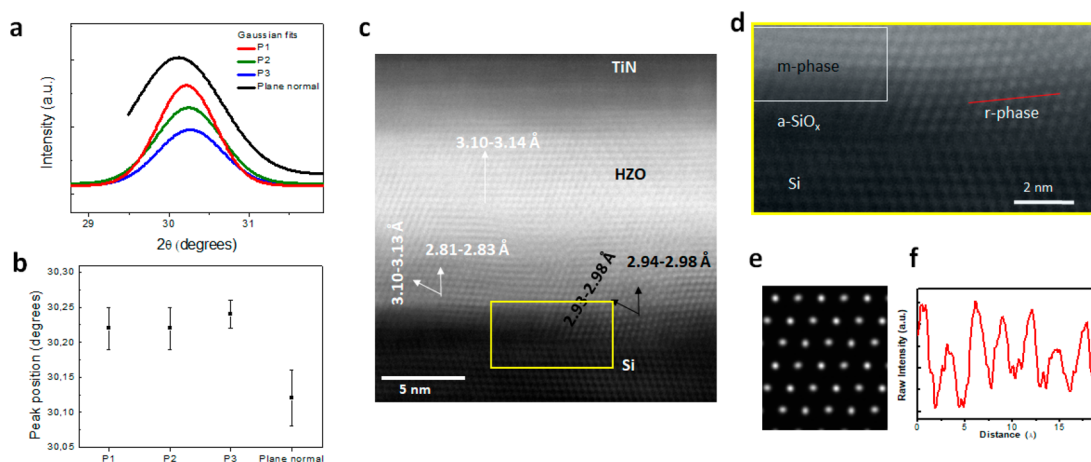 a
Gaussian fits
P1
P2
P3
Plane normal
Intensity (a.u.)
29
30
31
2θ (degrees)
b
30,30
30,25
30,20
30,15
30,10
30,05
Peak position (degrees)
P1
P2
P3
Plane normal
c
TiN
3.10-3.14 Å
HZO
3.10-3.13 Å
2.81-2.83 Å
2.93-2.98 Å
2.94-2.98 Å
Si
5 nm
d
m-phase
a-SiOₓ
r-phase
Si
2 nm
e
f
Raw Intensity (a.u.)
0
5
10
15
Distance (Å)